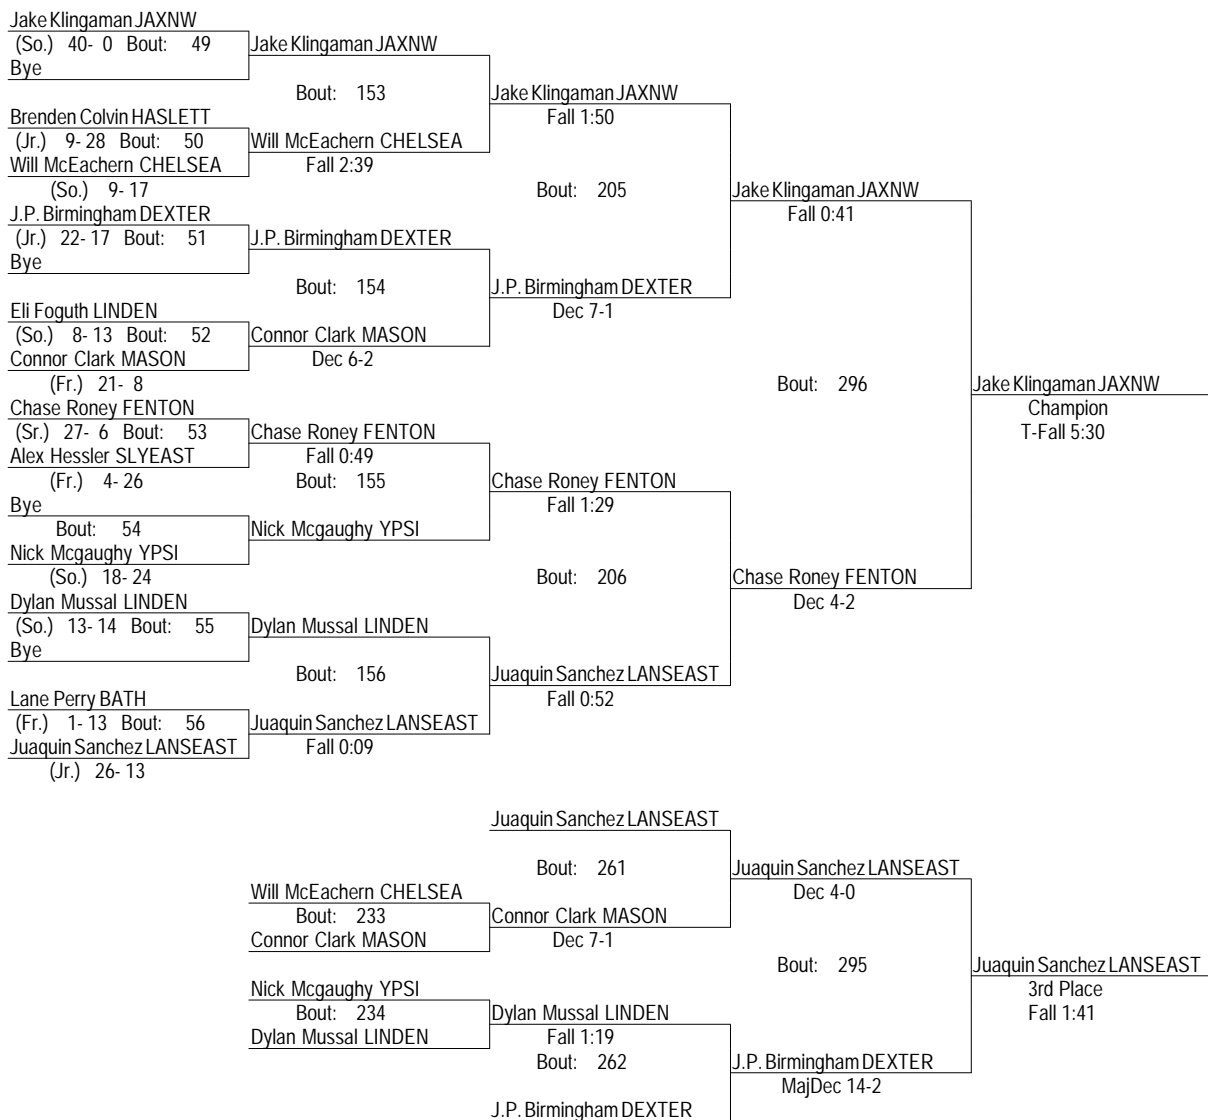 Jake Klingaman JAXNW
(So.) 40- 0 Bout: 49
Bye
Jake Klingaman JAXNW
Bout: 153
Brenden Colvin HASLETT
(Jr.) 9- 28 Bout: 50
Will McEachern CHELSEA
(So.) 9- 17
Will McEachern CHELSEA
Fall 2:39
Jake Klingaman JAXNW
Fall 1:50
Bout: 205
J.P. Birmingham DEXTER
(Jr.) 22- 17 Bout: 51
Bye
J.P. Birmingham DEXTER
Bout: 154
Eli Foguth LINDEN
(So.) 8- 13 Bout: 52
Connor Clark MASON
(Fr.) 21- 8
Connor Clark MASON
Dec 6-2
J.P. Birmingham DEXTER
Dec 7-1
Jake Klingaman JAXNW
Fall 0:41
Bout: 296
Chase Roney FENTON
(Sr.) 27- 6 Bout: 53
Alex Hessler SLYEAST
(Fr.) 4- 26
Chase Roney FENTON
Fall 0:49
Bout: 155
Bye
Bout: 54
Nick Mcgaughy YPSI
(So.) 18- 24
Nick Mcgaughy YPSI
Chase Roney FENTON
Fall 1:29
Bout: 206
Dylan Mussal LINDEN
(So.) 13- 14 Bout: 55
Bye
Dylan Mussal LINDEN
Bout: 156
Lane Perry BATH
(Fr.) 1- 13 Bout: 56
Juaquin Sanchez LANSEAST
(Jr.) 26- 13
Juaquin Sanchez LANSEAST
Fall 0:09
Juaquin Sanchez LANSEAST
Fall 0:52
Chase Roney FENTON
Dec 4-2
Jake Klingaman JAXNW
Champion
T-Fall 5:30
Juaquin Sanchez LANSEAST
Bout: 261
Will McEachern CHELSEA
Bout: 233
Connor Clark MASON
Connor Clark MASON
Dec 7-1
Juaquin Sanchez LANSEAST
Dec 4-0
Bout: 295
Nick Mcgaughy YPSI
Bout: 234
Dylan Mussal LINDEN
Dylan Mussal LINDEN
Fall 1:19
Bout: 262
J.P. Birmingham DEXTER
J.P. Birmingham DEXTER
MajDec 14-2
Juaquin Sanchez LANSEAST
3rd Place
Fall 1:41